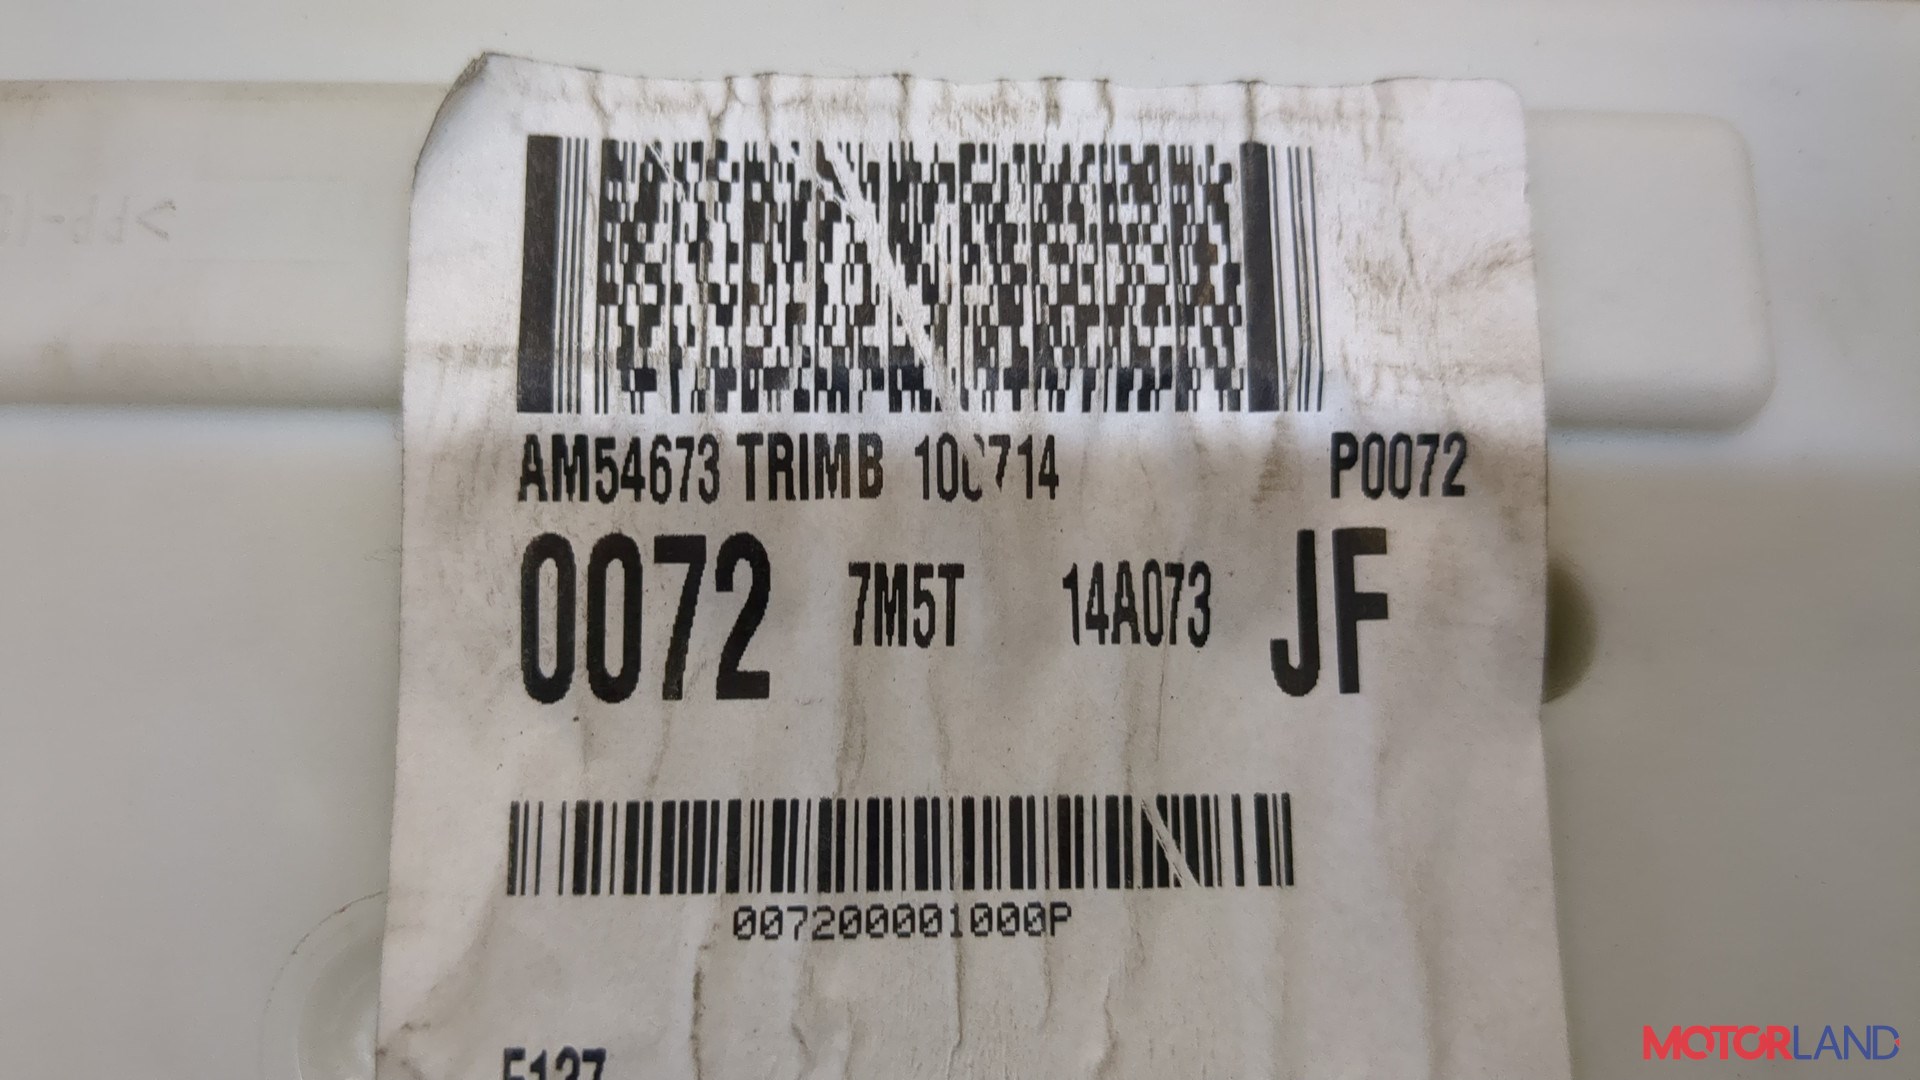 AM54673 TRIMB 100714 P0072
0072 7M5T 14A073 JF
007200001000P
MOTORLAND